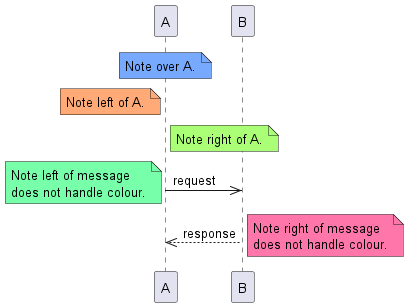 A
B
Note over A.
Note left of A.
Note right of A.
Note left of message
does not handle colour.
request
response
Note right of message
does not handle colour.
A
B